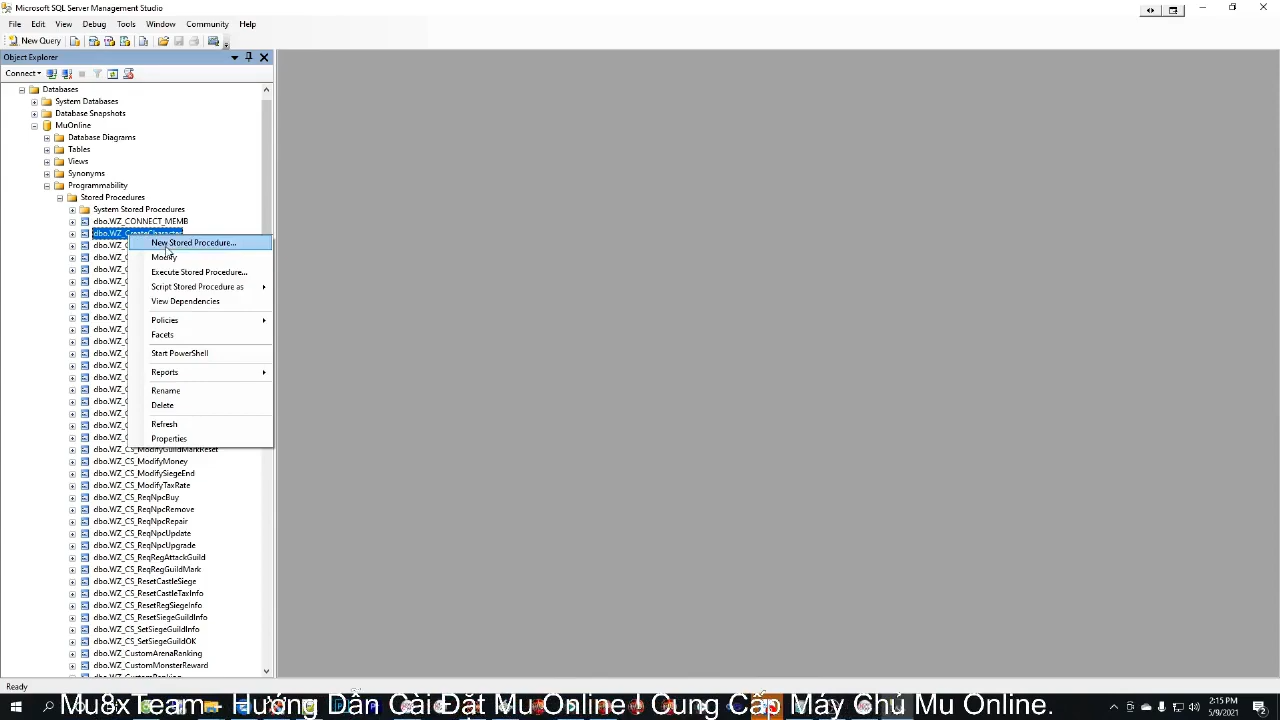 Microsoft SQL Server Management Studio
File Edit View Debug Tools Window Community Help
New Query
Object Explorer
Connect
Databases
System Databases
Database Snapshots
MuOnline
Database Diagrams
Tables
Views
Synonyms
Programmability
Stored Procedures
System Stored Procedures
dbo.WZ_CONNECT_MEMB
dbo.WZ_CreateCharacter
New Stored Procedure...
Modify
Execute Stored Procedure...
Script Stored Procedure as
View Dependencies
Policies
Facets
Start PowerShell
Reports
Rename
Delete
Refresh
Properties
dbo.WZ_CS_ModifyGuildMarkReset
dbo.WZ_CS_ModifyMoney
dbo.WZ_CS_ModifySiegeEnd
dbo.WZ_CS_ModifyTaxRate
dbo.WZ_CS_ReqNpcBuy
dbo.WZ_CS_ReqNpcRemove
dbo.WZ_CS_ReqNpcRepair
dbo.WZ_CS_ReqNpcUpdate
dbo.WZ_CS_ReqNpcUpgrade
dbo.WZ_CS_ReqRegAttackGuild
dbo.WZ_CS_ReqRegGuildMark
dbo.WZ_CS_ResetCastleSiege
dbo.WZ_CS_ResetCastleTaxInfo
dbo.WZ_CS_ResetRegSiegeInfo
dbo.WZ_CS_ResetSiegeGuildInfo
dbo.WZ_CS_SetSiegeGuildInfo
dbo.WZ_CS_SetSiegeGuildOK
dbo.WZ_CustomArenaRanking
dbo.WZ_CustomMonsterReward
Ready
Mu8xTeam - Hướng Dẫn Cài Đặt Mu Online | Cung Cấp Máy Chủ Mu Online.
2:15 PM
5/9/2021